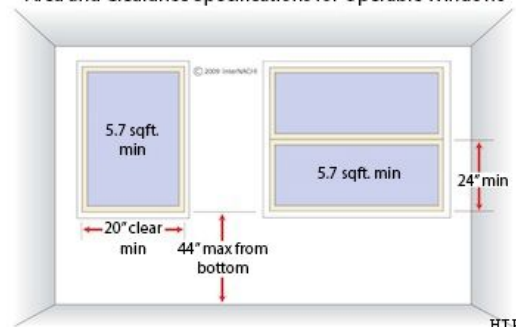 Area and Clearance Specifications for Operable Windows
© 2009 InterNACHI
5.7 sqft.
min
5.7 sqft. min
24" min
20" clear
min
44" max from
bottom